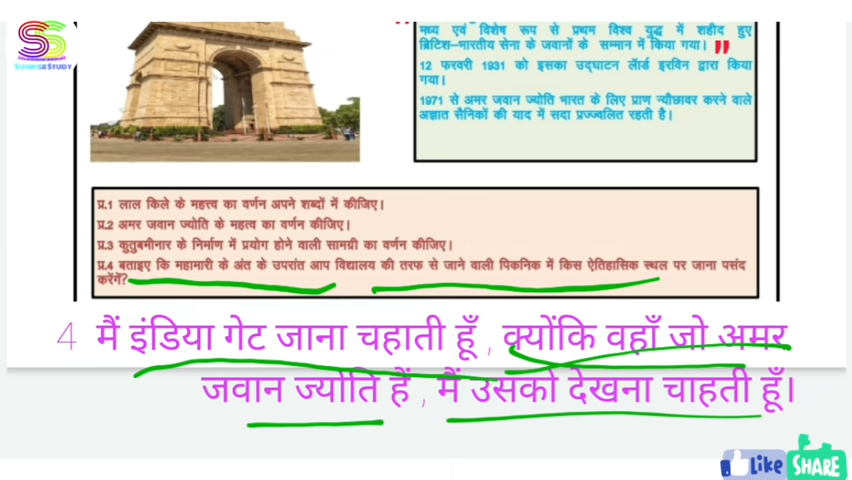 SS
SUNRISE STUDY
मध्य एवं विशेष रूप से प्रथम विश्व युद्ध में शहीद हुए
ब्रिटिश-भारतीय सेना के जवानों के सम्मान में किया गया। "
12 फरवरी 1931 को इसका उद्घाटन लॅार्ड इरविन द्वारा किया
गया।
1971 से अमर जवान ज्योति भारत के लिए प्राण न्यौछावर करने वाले
अज्ञात सैनिकों की याद में सदा प्रज्ज्वलित रहती है।
प्र.1 लाल किले के महत्त्व का वर्णन अपने शब्दों में कीजिए।
प्र.2 अमर जवान ज्योति के महत्व का वर्णन कीजिए।
प्र.3 कुतुबमीनार के निर्माण में प्रयोग होने वाली सामग्री का वर्णन कीजिए।
प्र.4 बताइए कि महामारी के अंत के उपरांत आप विद्यालय की तरफ से जाने वाली पिकनिक में किस ऐतिहासिक स्थल पर जाना पसंद
करेंगें?
4 मैं इंडिया गेट जाना चहाती हूँ , क्योंकि वहाँ जो अमर
जवान ज्योति हें , मैं उसको देखना चाहती हूँ।
Like SHARE